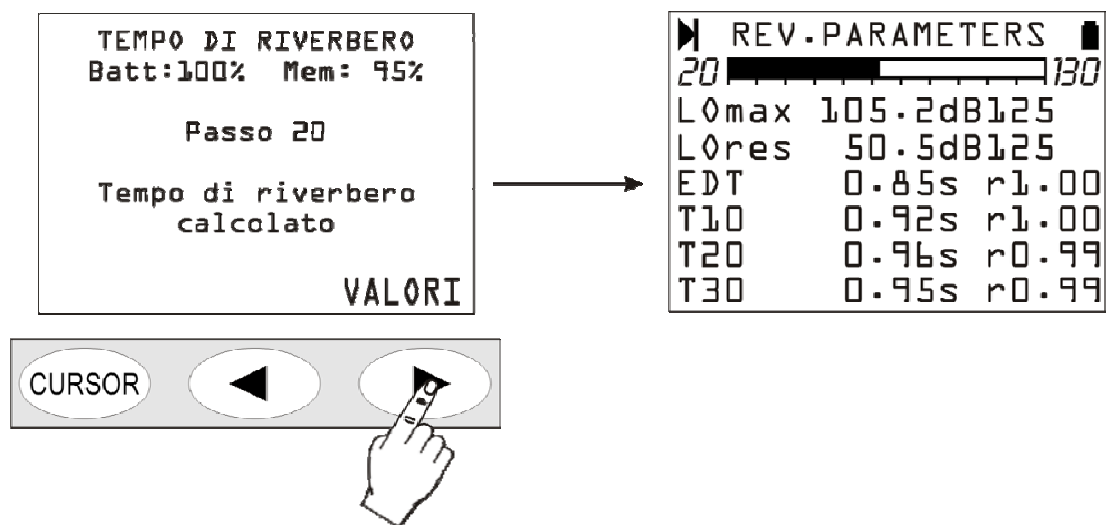 TEMPO DI RIVERBERO
Batt:100% Mem: 95%
Passo 20
Tempo di riverbero
calcolato
VALORI
CURSOR
REV.PARAMETERS
20 130
L0max 105.2dB125
L0res 50.5dB125
EDT 0.85s r1.00
T10 0.92s r1.00
T20 0.96s r0.99
T30 0.95s r0.99